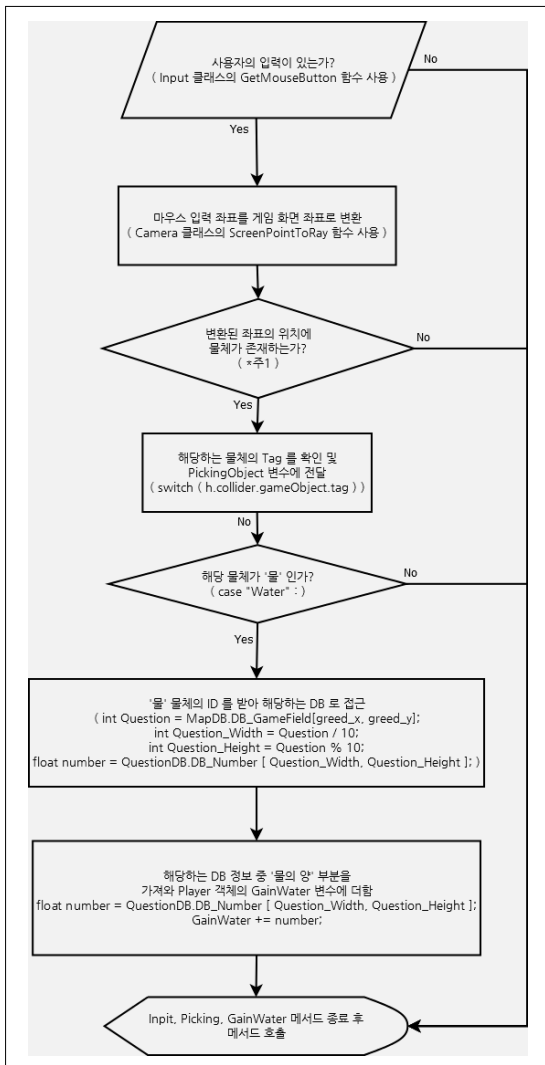 사용자의 입력이 있는가?
( Input 클래스의 GetMouseButton 함수 사용 )
No
Yes
마우스 입력 좌표를 게임 화면 좌표로 변환
( Camera 클래스의 ScreenPointToRay 함수 사용 )
변환된 좌표의 위치에
물체가 존재하는가?
( *주1 )
No
Yes
해당하는 물체의 Tag 를 확인 및
PickingObject 변수에 전달
( switch ( h.collider.gameObject.tag ) )
No
해당 물체가 '물' 인가?
( case "Water" : )
No
Yes
'물' 물체의 ID 를 받아 해당하는 DB 로 접근
( int Question = MapDB.DB_GameField[greed_x, greed_y];
int Question_Width = Question / 10;
int Question_Height = Question % 10;
float number = QuestionDB.DB_Number [ Question_Width, Question_Height ]; )
해당하는 DB 정보 중 '물의 양' 부분을
가져와 Player 객체의 GainWater 변수에 더함
float number = QuestionDB.DB_Number [ Question_Width, Question_Height ];
GainWater += number;
Inpit, Picking, GainWater 메서드 종료 후
메서드 호출